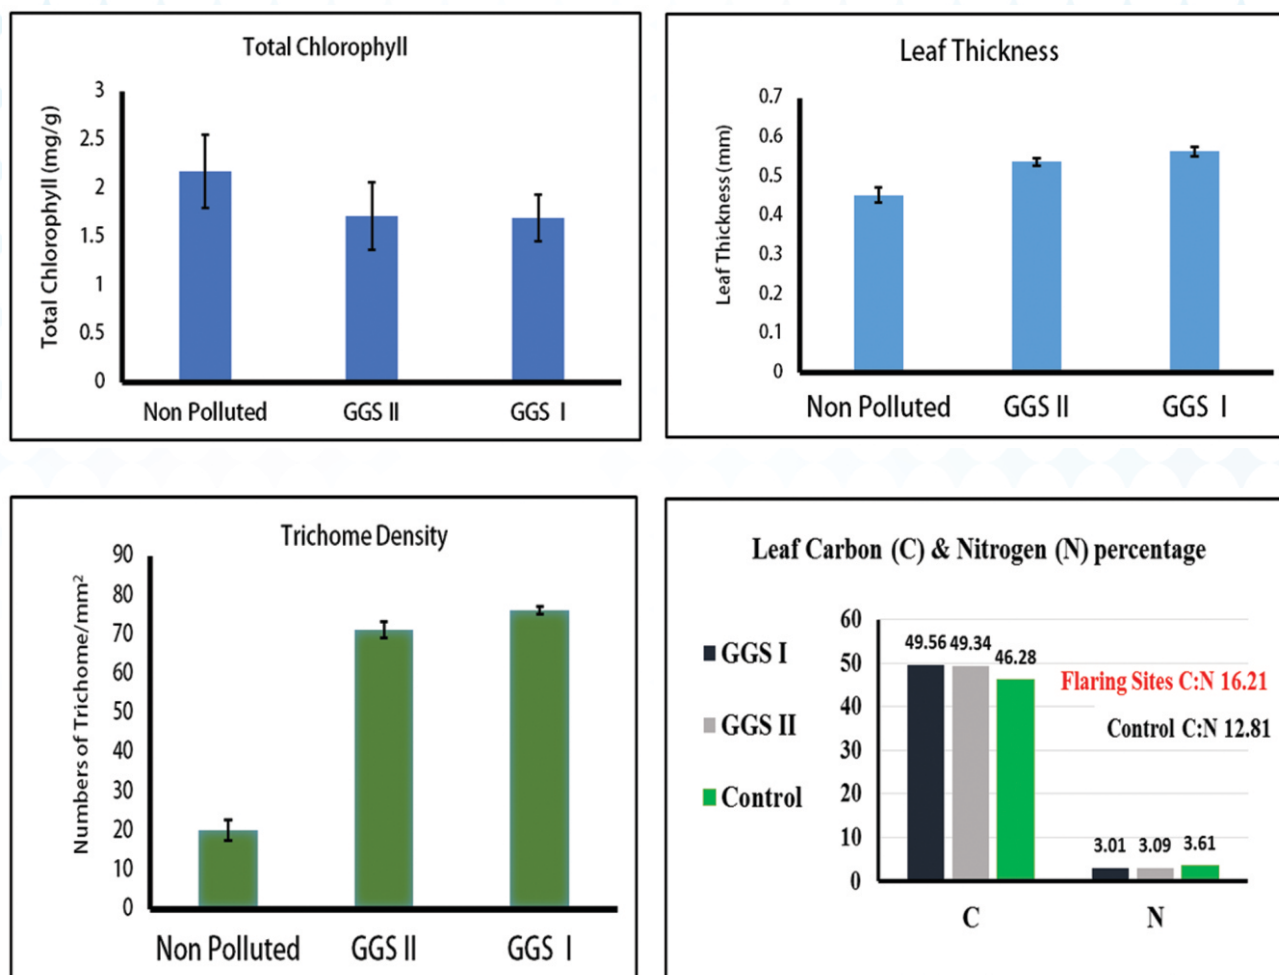 Total Chlorophyll
Total Chlorophyll (mg/g)
3
2.5
2
1.5
1
0.5
0
Non Polluted GGS II GGS I
Leaf Thickness
Leaf Thickness (mm)
0.7
0.6
0.5
0.4
0.3
0.2
0.1
0
Non Polluted GGS II GGS I
Trichome Density
Numbers of Trichome/mm²
90
80
70
60
50
40
30
20
10
0
Non Polluted GGS II GGS I
Leaf Carbon (C) & Nitrogen (N) percentage
GGS I
GGS II
Control
60
50
40
30
20
10
0
49.56 49.34 46.28
Flaring Sites C:N 16.21
Control C:N 12.81
3.01 3.09 3.61
C N